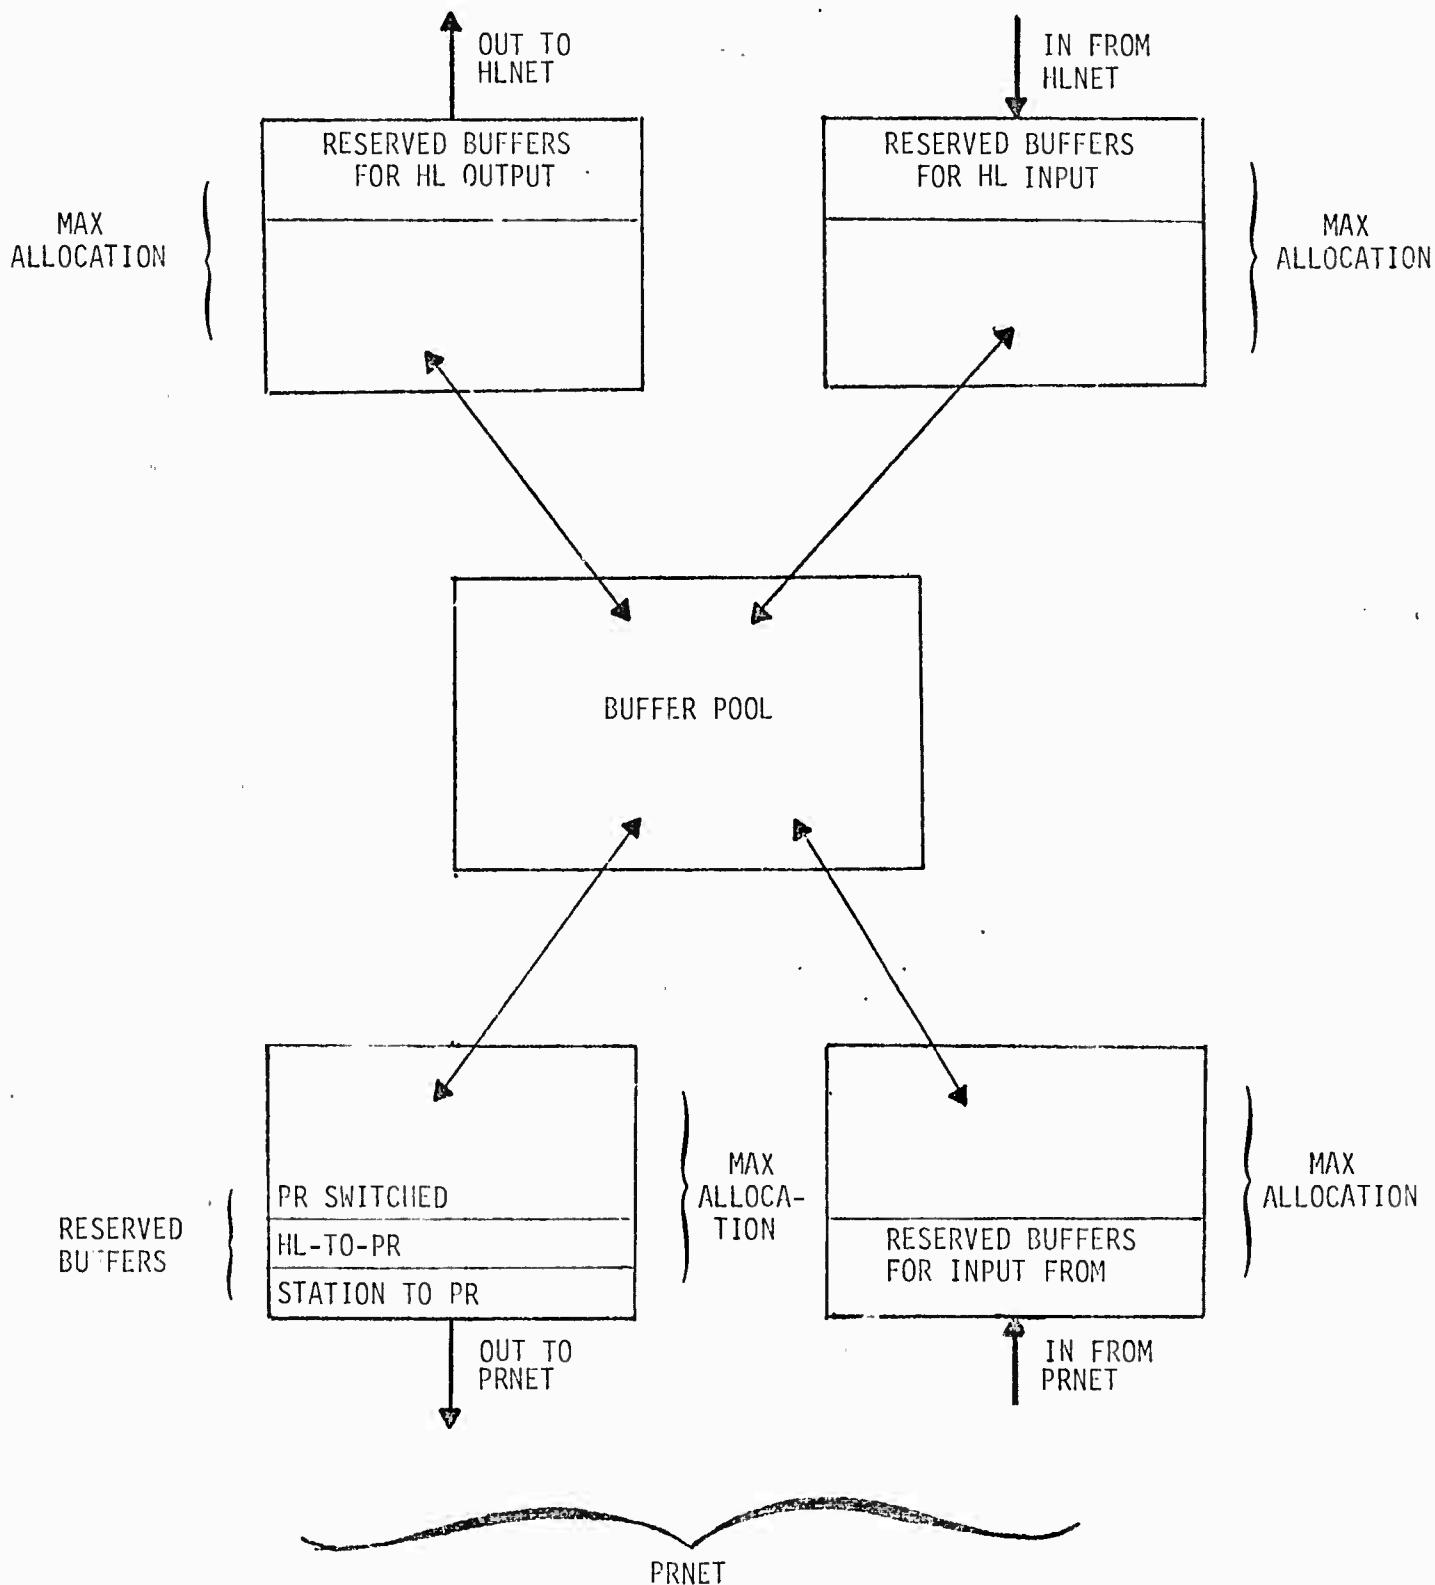 OUT TO
HLNET
IN FROM
HLNET
RESERVED BUFFERS
FOR HL OUTPUT
RESERVED BUFFERS
FOR HL INPUT
MAX
ALLOCATION
MAX
ALLOCATION
BUFFER POOL
RESERVED
BUFFERS
PR SWITCHED
HL-TO-PR
STATION TO PR
MAX
ALLOCA-
TION
RESERVED BUFFERS
FOR INPUT FROM
MAX
ALLOCATION
OUT TO
PRNET
IN FROM
PRNET
PRNET